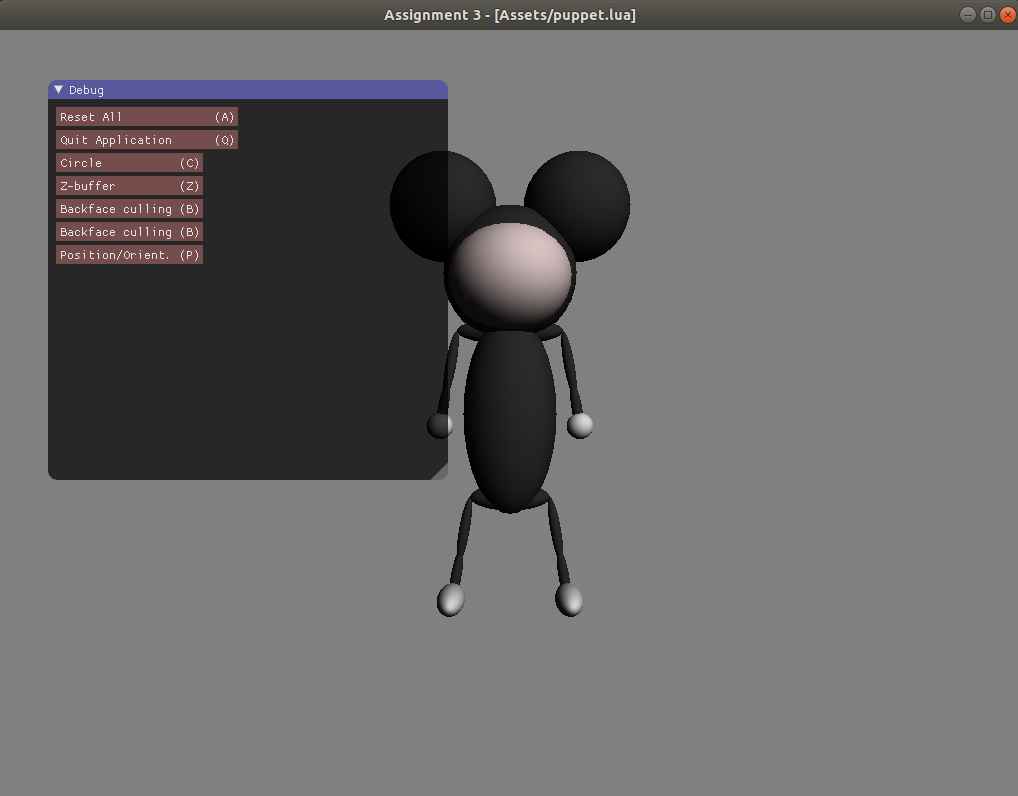 Assignment 3 - [Assets/puppet.lua]
Debug
Reset All (A)
Quit Application (Q)
Circle (C)
Z-buffer (Z)
Backface culling (B)
Backface culling (B)
Position/Orient. (P)